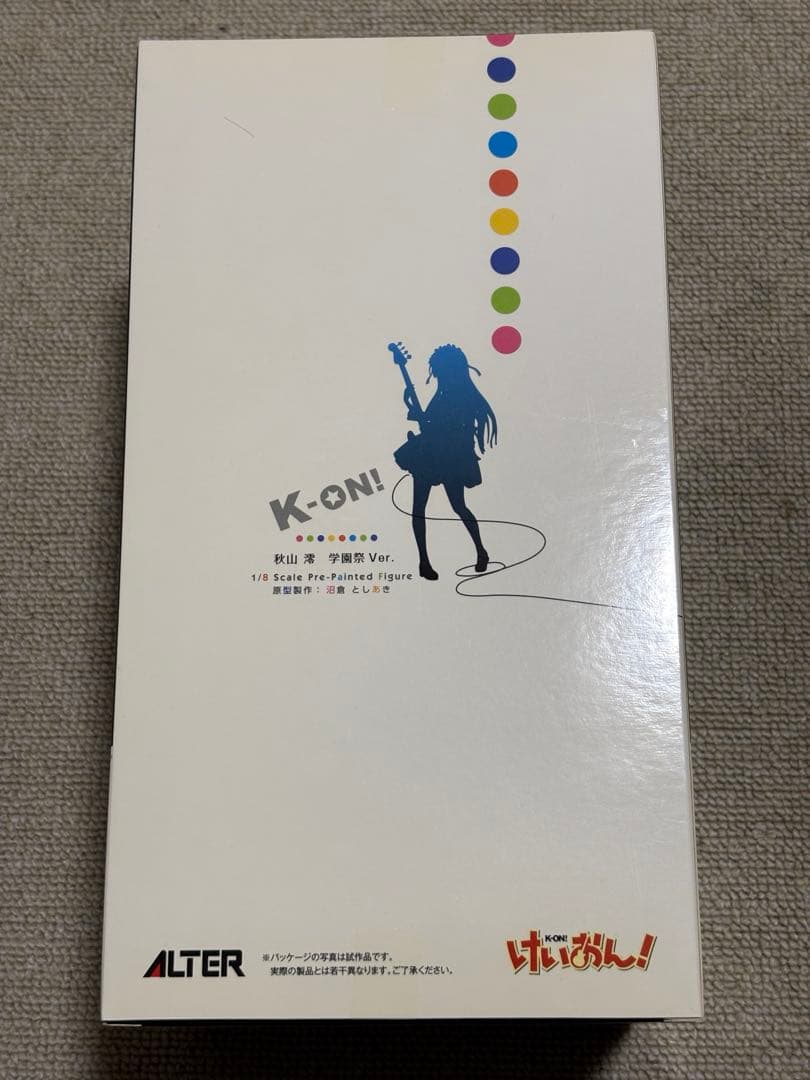 K-ON!
秋山 澪 学園祭 Ver.
1/8 Scale Pre-Painted Figure
原型製作：沼倉 としあき
ALTER
※パッケージの写真は試作品です。
実際の製品とは若干異なります。ご了承ください。
K-ON!
けいおん!